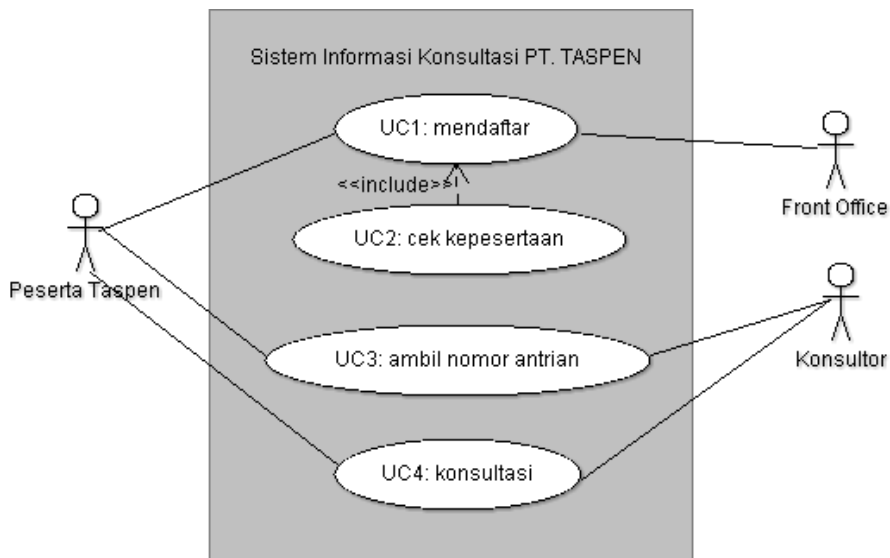 Sistem Informasi Konsultasi PT. TASPEN
UC1: mendaftar
<<include>>
Front Office
UC2: cek kepesertaan
Peserta Taspen
UC3: ambil nomor antrian
Konsultor
UC4: konsultasi